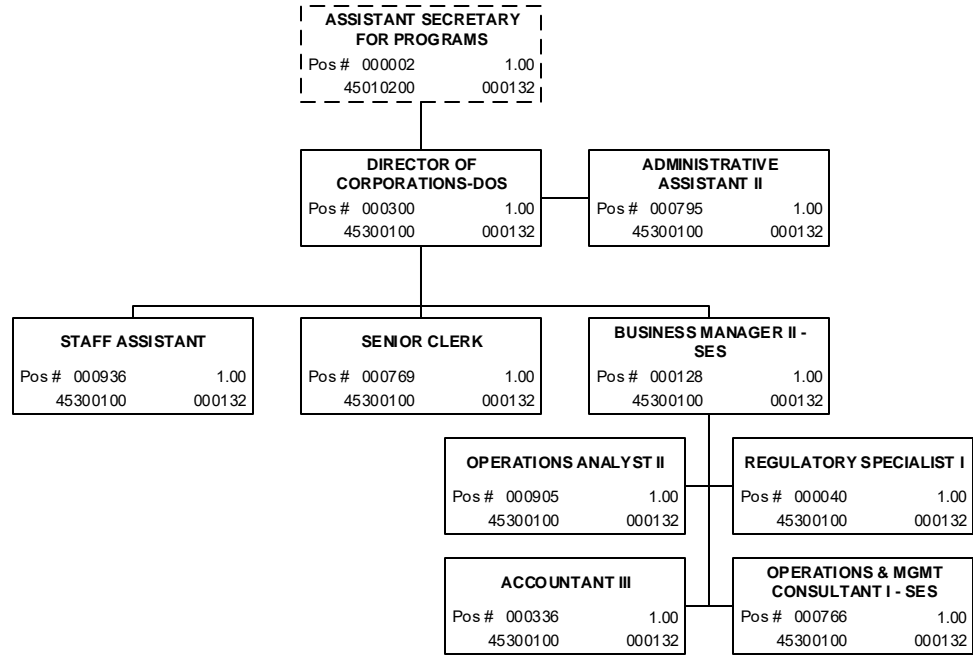 ASSISTANT SECRETARY
FOR PROGRAMS
Pos # 000002 1.00
45010200 000132
DIRECTOR OF
CORPORATIONS-DOS
Pos # 000300 1.00
45300100 000132
ADMINISTRATIVE
ASSISTANT II
Pos # 000795 1.00
45300100 000132
STAFF ASSISTANT
Pos # 000936 1.00
45300100 000132
SENIOR CLERK
Pos # 000769 1.00
45300100 000132
BUSINESS MANAGER II -
SES
Pos # 000128 1.00
45300100 000132
OPERATIONS ANALYST II
Pos # 000905 1.00
45300100 000132
REGULATORY SPECIALIST I
Pos # 000040 1.00
45300100 000132
ACCOUNTANT III
Pos # 000336 1.00
45300100 000132
OPERATIONS & MGMT
CONSULTANT I - SES
Pos # 000766 1.00
45300100 000132